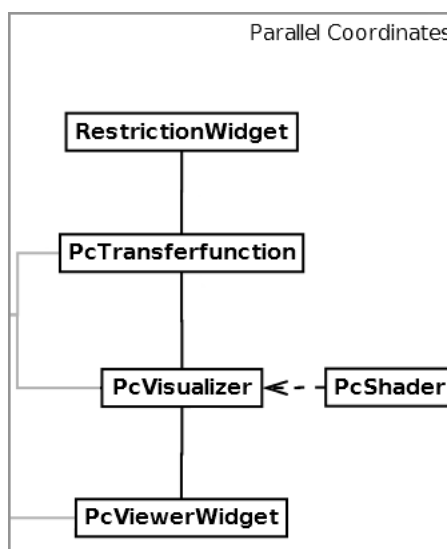 Parallel Coordinates
RestrictionWidget
PcTransferfunction
PcVisualizer
PcShader
PcViewerWidget